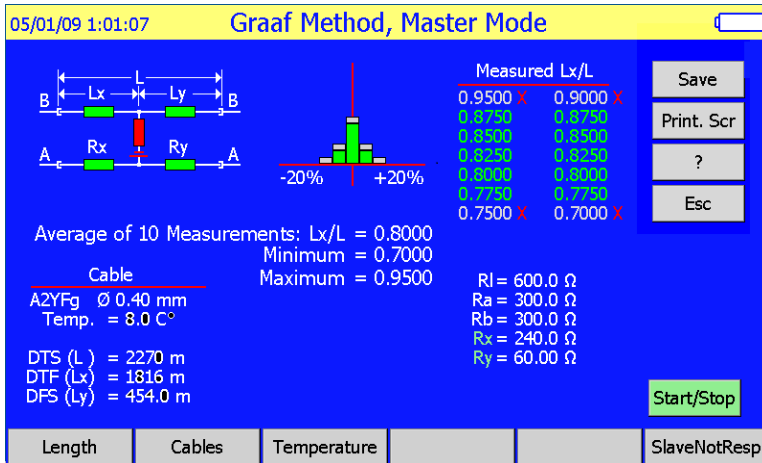 05/01/09 1:01:07 Graaf Method, Master Mode
L
B Lx Ly B
A Rx Ry A
-20% +20%
Measured Lx/L
0.9500 X 0.9000 X
0.8750 0.8750
0.8500 0.8500
0.8250 0.8250
0.8000 0.8000
0.7750 0.7750
0.7500 X 0.7000 X
Save
Print. Scr
?
Esc
Average of 10 Measurements: Lx/L = 0.8000
Minimum = 0.7000
Maximum = 0.9500
Cable
A2YFg Ø 0.40 mm
Temp. = 8.0 C°
DTS (L ) = 2270 m
DTF (Lx) = 1816 m
DFS (Ly) = 454.0 m
Rl = 600.0 Ω
Ra = 300.0 Ω
Rb = 300.0 Ω
Rx = 240.0 Ω
Ry = 60.00 Ω
Start/Stop
Length Cables Temperature SlaveNotResp